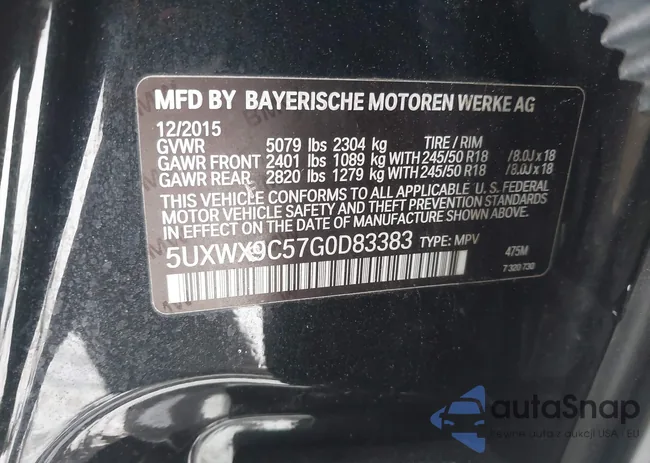 MFD BY BAYERISCHE MOTOREN WERKE AG
12/2015
GVWR 5079 lbs 2304 kg TIRE / RIM
GAWR FRONT 2401 lbs 1089 kg WITH 245/50 R18 /8.0J x 18
GAWR REAR 2820 lbs 1279 kg WITH 245/50 R18 /8.0J x 18
THIS VEHICLE CONFORMS TO ALL APPLICABLE U.S. FEDERAL
MOTOR VEHICLE SAFETY AND THEFT PREVENTION STANDARDS
IN EFFECT ON THE DATE OF MANUFACTURE SHOWN ABOVE.
5UXWX9C57G0D83383 TYPE: MPV 475M
7 320 730
autoSnap
USA EU